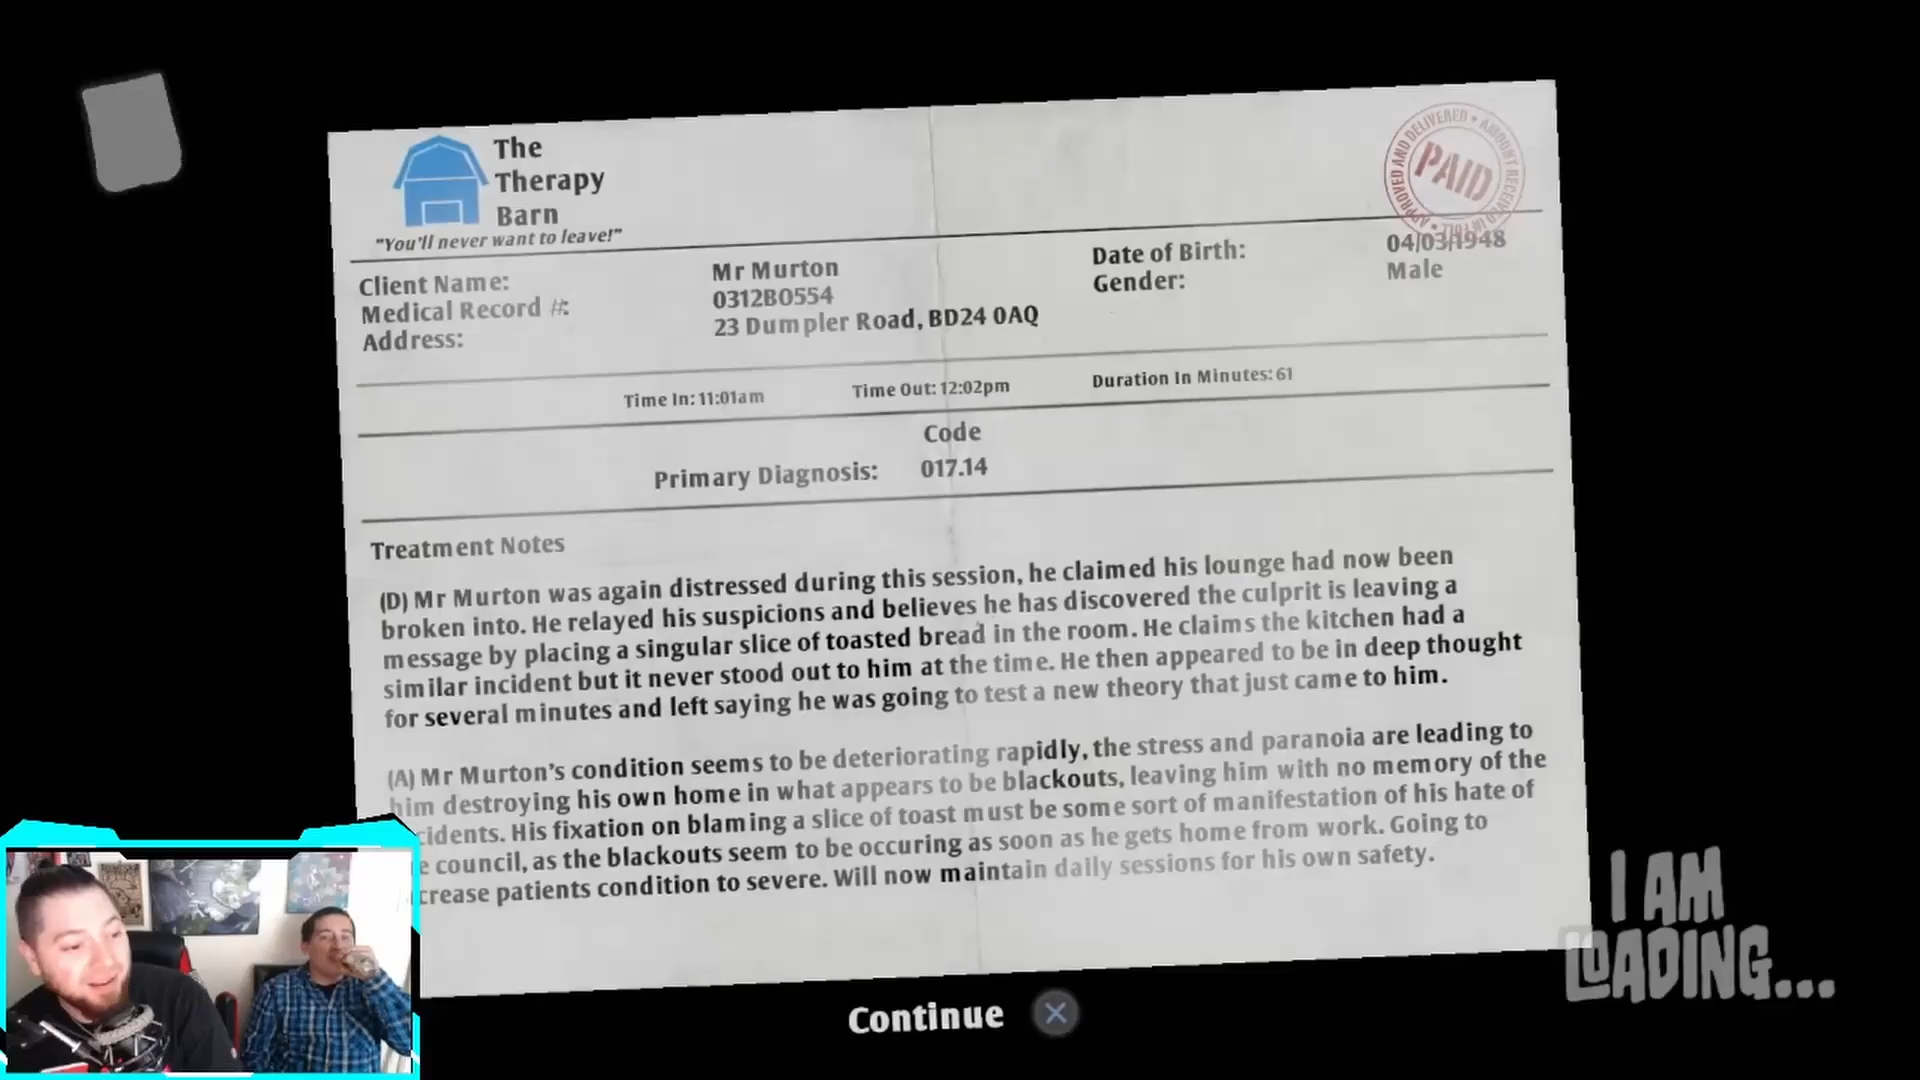 The
Therapy
Barn
"You'll never want to leave!"
APPROVED AND DELIVERED • AMOUNT RECEIVED IN FULL •
PAID
Client Name: Mr Murton Date of Birth: 04/03/1948
Medical Record #: 0312B0554 Gender: Male
Address: 23 Dumpler Road, BD24 0AQ
Time In: 11:01am Time Out: 12:02pm Duration In Minutes: 61
Code
Primary Diagnosis: 017.14
Treatment Notes
(D) Mr Murton was again distressed during this session, he claimed his lounge had now been
broken into. He relayed his suspicions and believes he has discovered the culprit is leaving a
message by placing a singular slice of toasted bread in the room. He claims the kitchen had a
similar incident but it never stood out to him at the time. He then appeared to be in deep thought
for several minutes and left saying he was going to test a new theory that just came to him.
(A) Mr Murton's condition seems to be deteriorating rapidly, the stress and paranoia are leading to
him destroying his own home in what appears to be blackouts, leaving him with no memory of the
cidents. His fixation on blaming a slice of toast must be some sort of manifestation of his hate of
e council, as the blackouts seem to be occuring as soon as he gets home from work. Going to
crease patients condition to severe. Will now maintain daily sessions for his own safety.
I AM
LOADING...
Continue